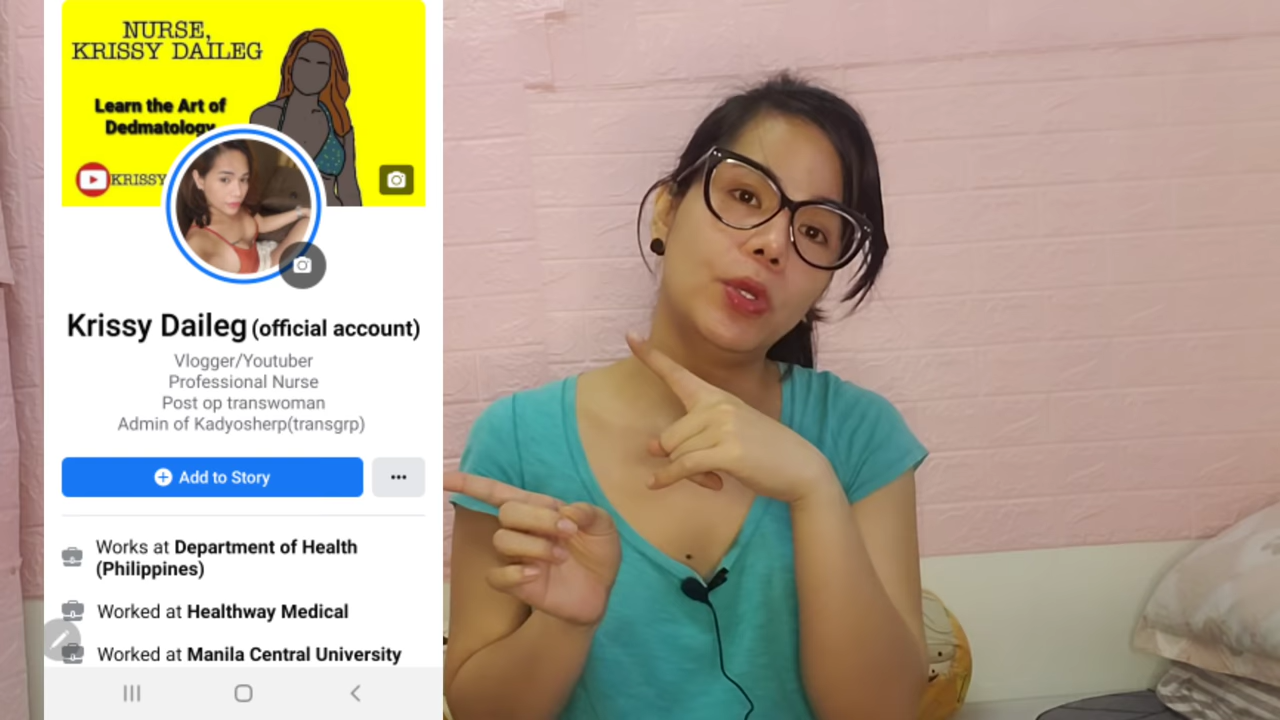 NURSE,
KRISSY DAILEG
Learn the Art of
Dedmatology
KRISSY
Krissy Daileg (official account)
Vlogger/Youtuber
Professional Nurse
Post op transwoman
Admin of Kadyosherp(transgrp)
Add to Story
Works at Department of Health
(Philippines)
Worked at Healthway Medical
Worked at Manila Central University